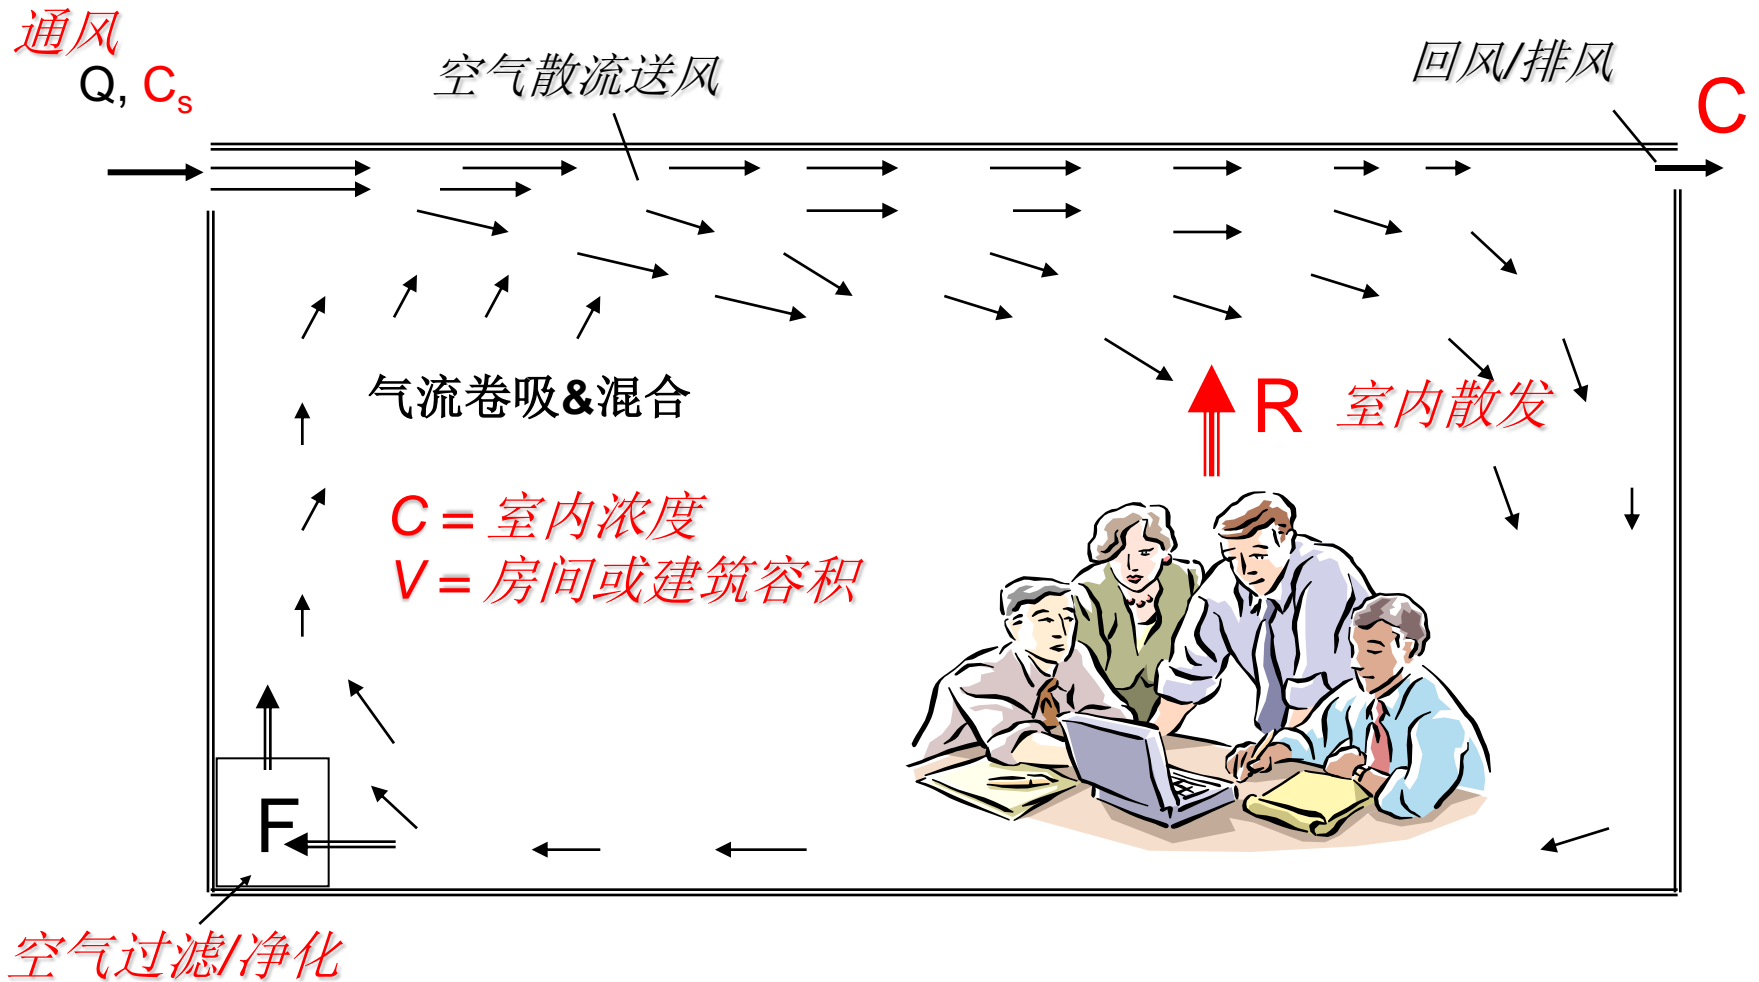 通风
Q, Cs
空气散流送风
回风/排风
C
气流卷吸&混合
R 室内散发
C = 室内浓度
V = 房间或建筑容积
F
空气过滤/净化